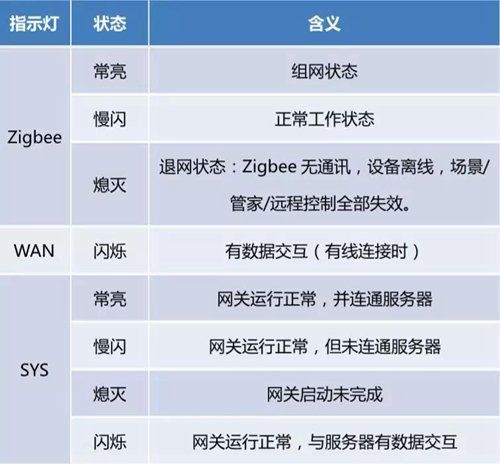 指示灯 状态 含义
Zigbee 常亮 组网状态
慢闪 正常工作状态
熄灭 退网状态：Zigbee 无通讯，设备离线，场景/
管家/远程控制全部失效。
WAN 闪烁 有数据交互（有线连接时）
SYS 常亮 网关运行正常，并连通服务器
慢闪 网关运行正常，但未连通服务器
熄灭 网关启动未完成
闪烁 网关运行正常，与服务器有数据交互